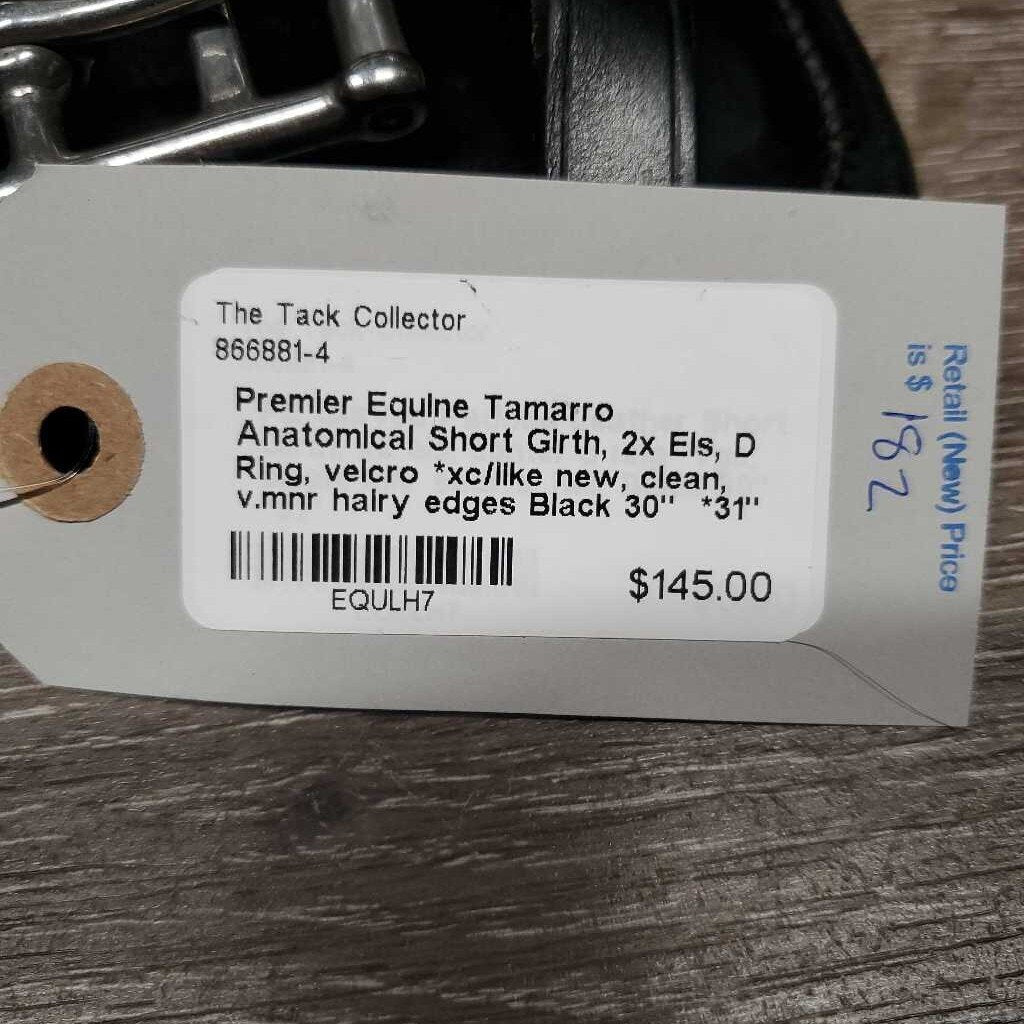 The Tack Collector
866881-4
Premier Equine Tamarro
Anatomical Short Girth, 2x Els, D
Ring, velcro *xc/like new, clean,
v.mnr hairy edges Black 30" *31"
EQULH7
$145.00
Retail (New) Price
is $ 182